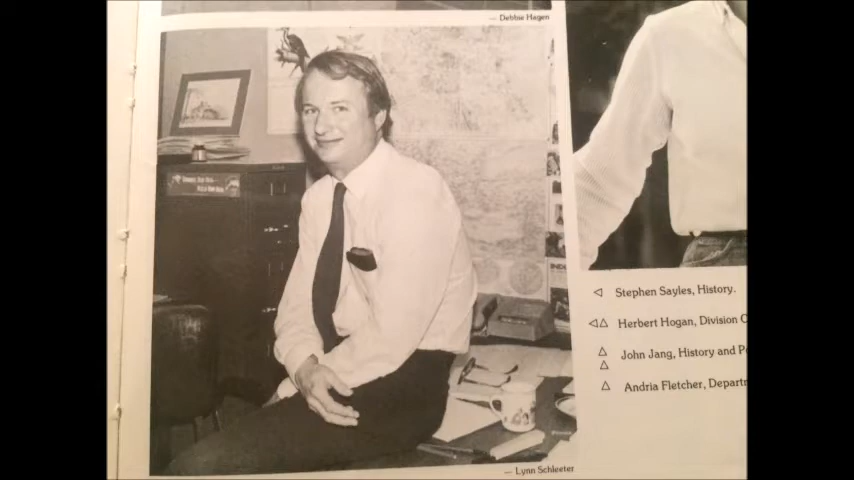 — Debbie Hagen
◁ Stephen Sayles, History.
◁△ Herbert Hogan, Division C
△ John Jang, History and P
△
△ Andria Fletcher, Depart
— Lynn Schleeter